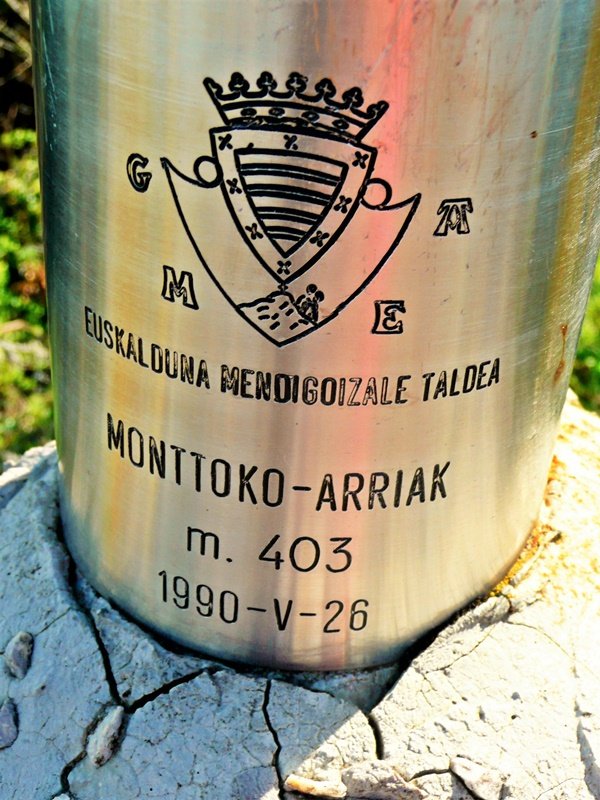 G A
M E
EUSKALDUNA MENDIGOIZALE TALDEA
MONTTOKO-ARRIAK
m. 403
1990-V-26